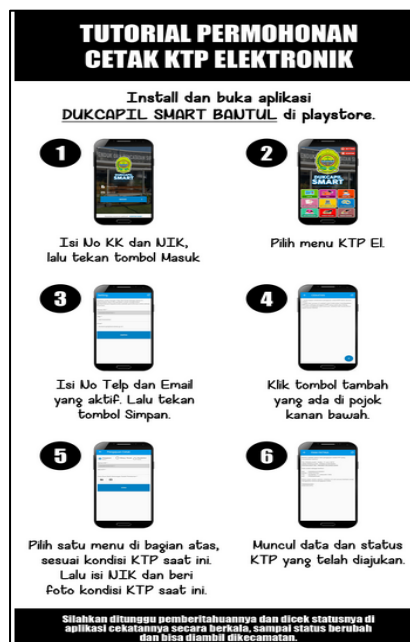 TUTORIAL PERMOHONAN
CETAK KTP ELEKTRONIK
Install dan buka aplikasi
DUKCAPIL SMART BANTUL di playstore.
1
DUKCAPIL
SMART
Isi No KK dan NIK,
lalu tekan tombol Masuk
2
DUKCAPIL
SMART
Pilih menu KTP El.
3
Isi No Telp dan Email
yang aktif. Lalu tekan
tombol Simpan.
4
Klik tombol tambah
yang ada di pojok
kanan bawah.
5
Pilih satu menu di bagian atas,
sesuai kondisi KTP saat ini.
Lalu isi NIK dan beri
foto kondisi KTP saat ini.
6
Muncul data dan status
KTP yang telah diajukan.
Silahkan ditunggu pemberitahuannya dan dicek statusnya di
aplikasi cekatannya secara berkala, sampai status berubah
dan bisa diambil dikecamatan.